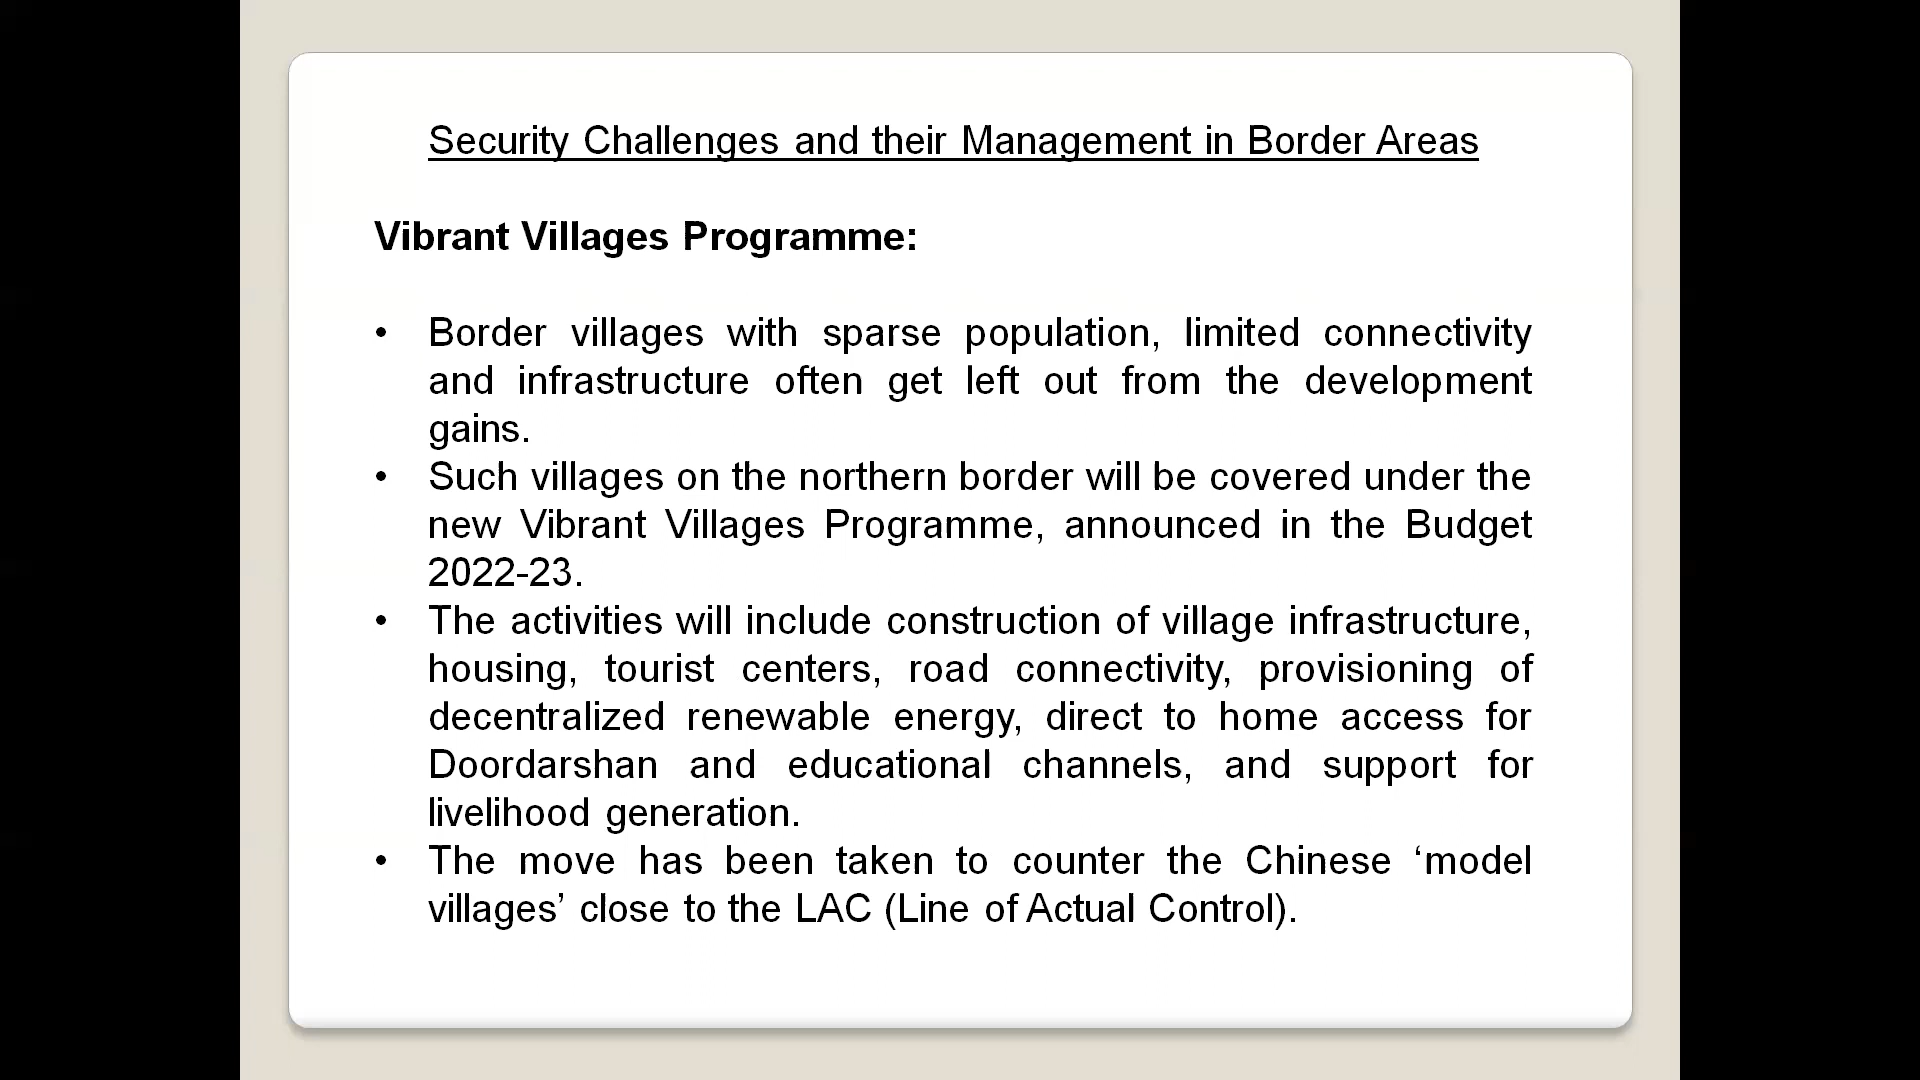 Security Challenges and their Management in Border Areas
Vibrant Villages Programme:
• Border villages with sparse population, limited connectivity
and infrastructure often get left out from the development
gains.
• Such villages on the northern border will be covered under the
new Vibrant Villages Programme, announced in the Budget
2022-23.
• The activities will include construction of village infrastructure,
housing, tourist centers, road connectivity, provisioning of
decentralized renewable energy, direct to home access for
Doordarshan and educational channels, and support for
livelihood generation.
• The move has been taken to counter the Chinese ‘model
villages’ close to the LAC (Line of Actual Control).